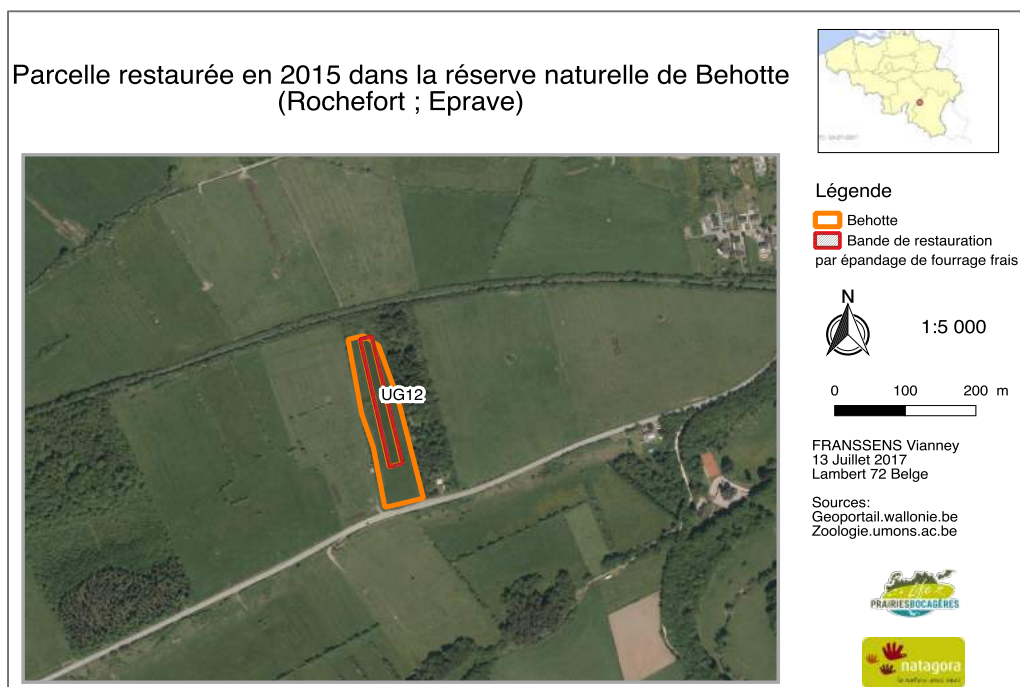 Parcelle restaurée en 2015 dans la réserve naturelle de Behotte
(Rochefort ; Eprave)
Légende
Behotte
Bande de restauration
par épandage de fourrage frais
N
1:5 000
0 100 200 m
UG12
FRANSSENS Vianney
13 Juillet 2017
Lambert 72 Belge
Sources:
Geoportail.wallonie.be
Zoologie.umons.ac.be
Life
PRAIRIESBOCAGÈRES
natagora